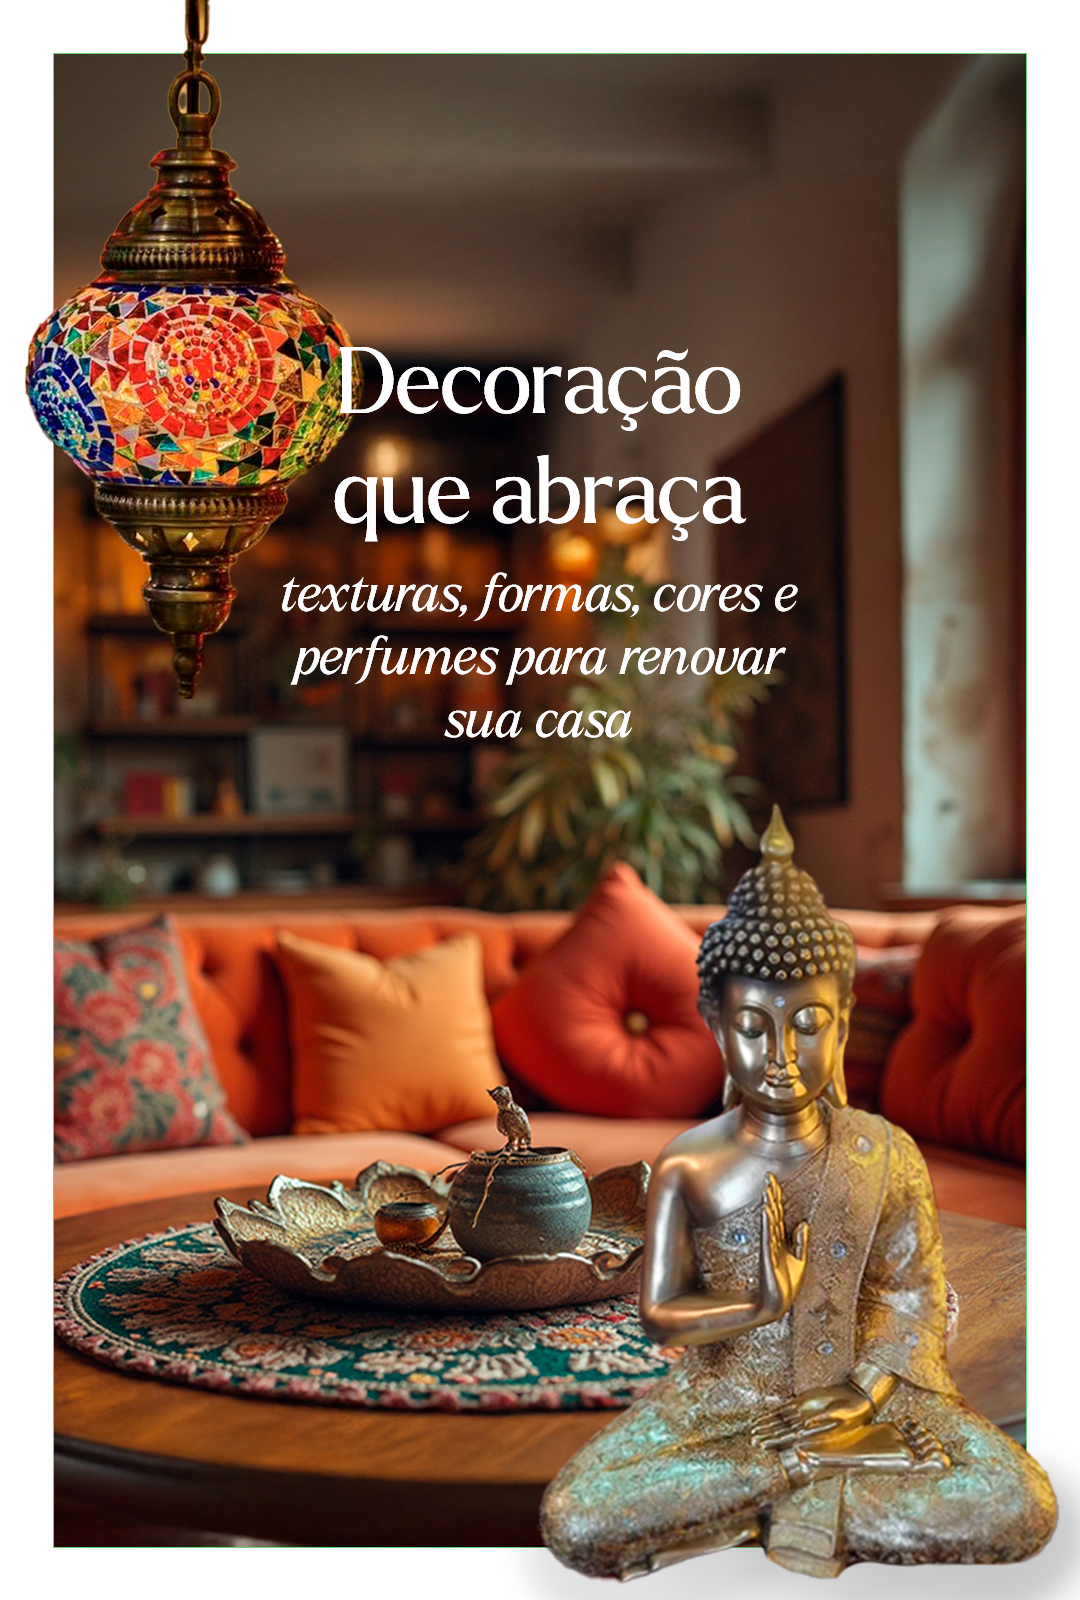 Decoração
que abraça
texturas, formas, cores e
perfumes para renovar
sua casa